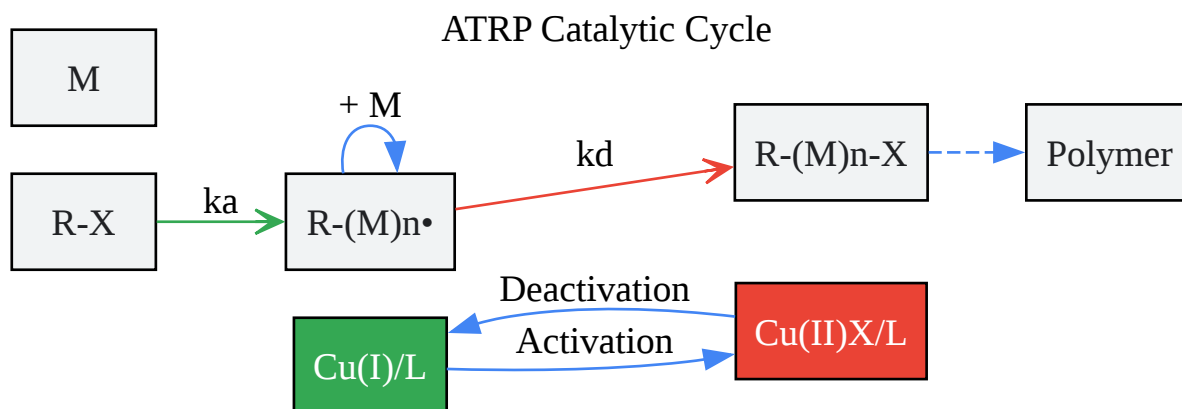 ATRP Catalytic Cycle
M
+ M
R-X
ka
R-(M)n•
kd
R-(M)n-X
Polymer
Deactivation
Activation
Cu(I)/L
Cu(II)X/L